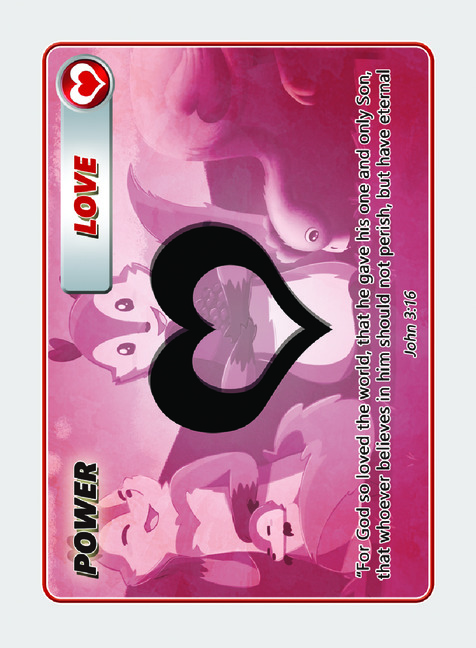 POWER
LOVE
"For God so loved the world, that he gave his one and only Son,
that whoever believes in him should not perish, but have eternal
John 3:16